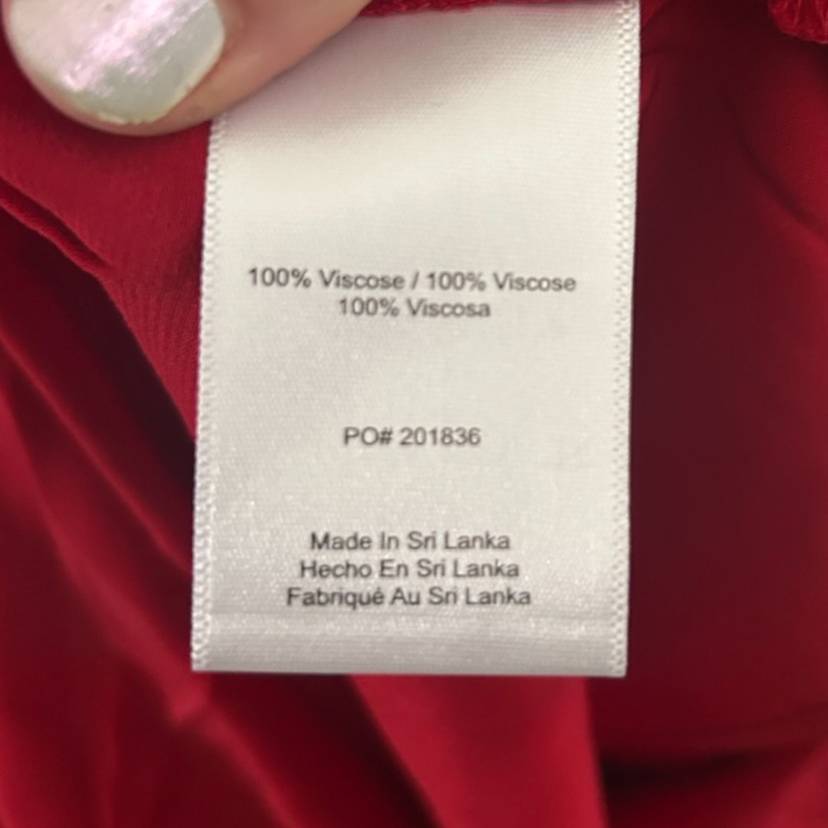 100% Viscose / 100% Viscose
100% Viscosa
PO# 201836
Made In Sri Lanka
Hecho En Sri Lanka
Fabriqué Au Sri Lanka